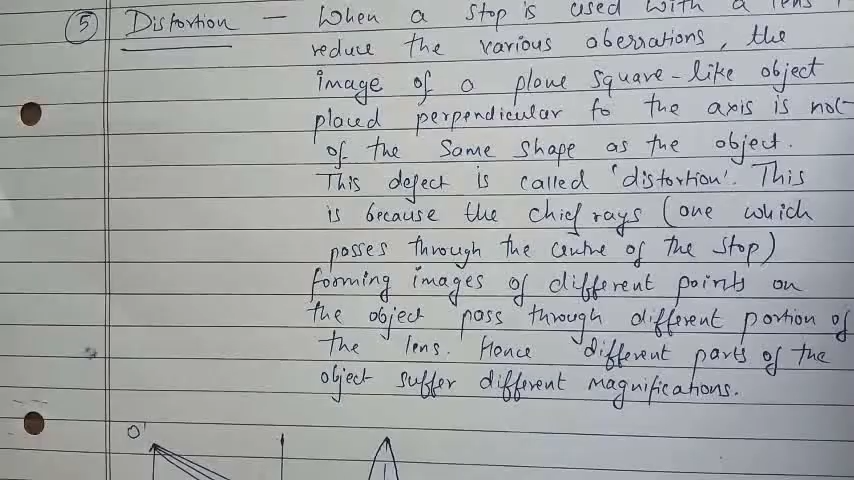 ⑤ Distortion – When a stop is used with a lens
reduce the various aberrations, the
image of a plane square-like object
placed perpendicular to the axis is not
of the same shape as the object.
This defect is called 'distortion'. This
is because the chief rays (one which
passes through the centre of the stop)
forming images of different points on
the object pass through different portion of
the lens. Hence different parts of the
object suffer different magnifications.
O'